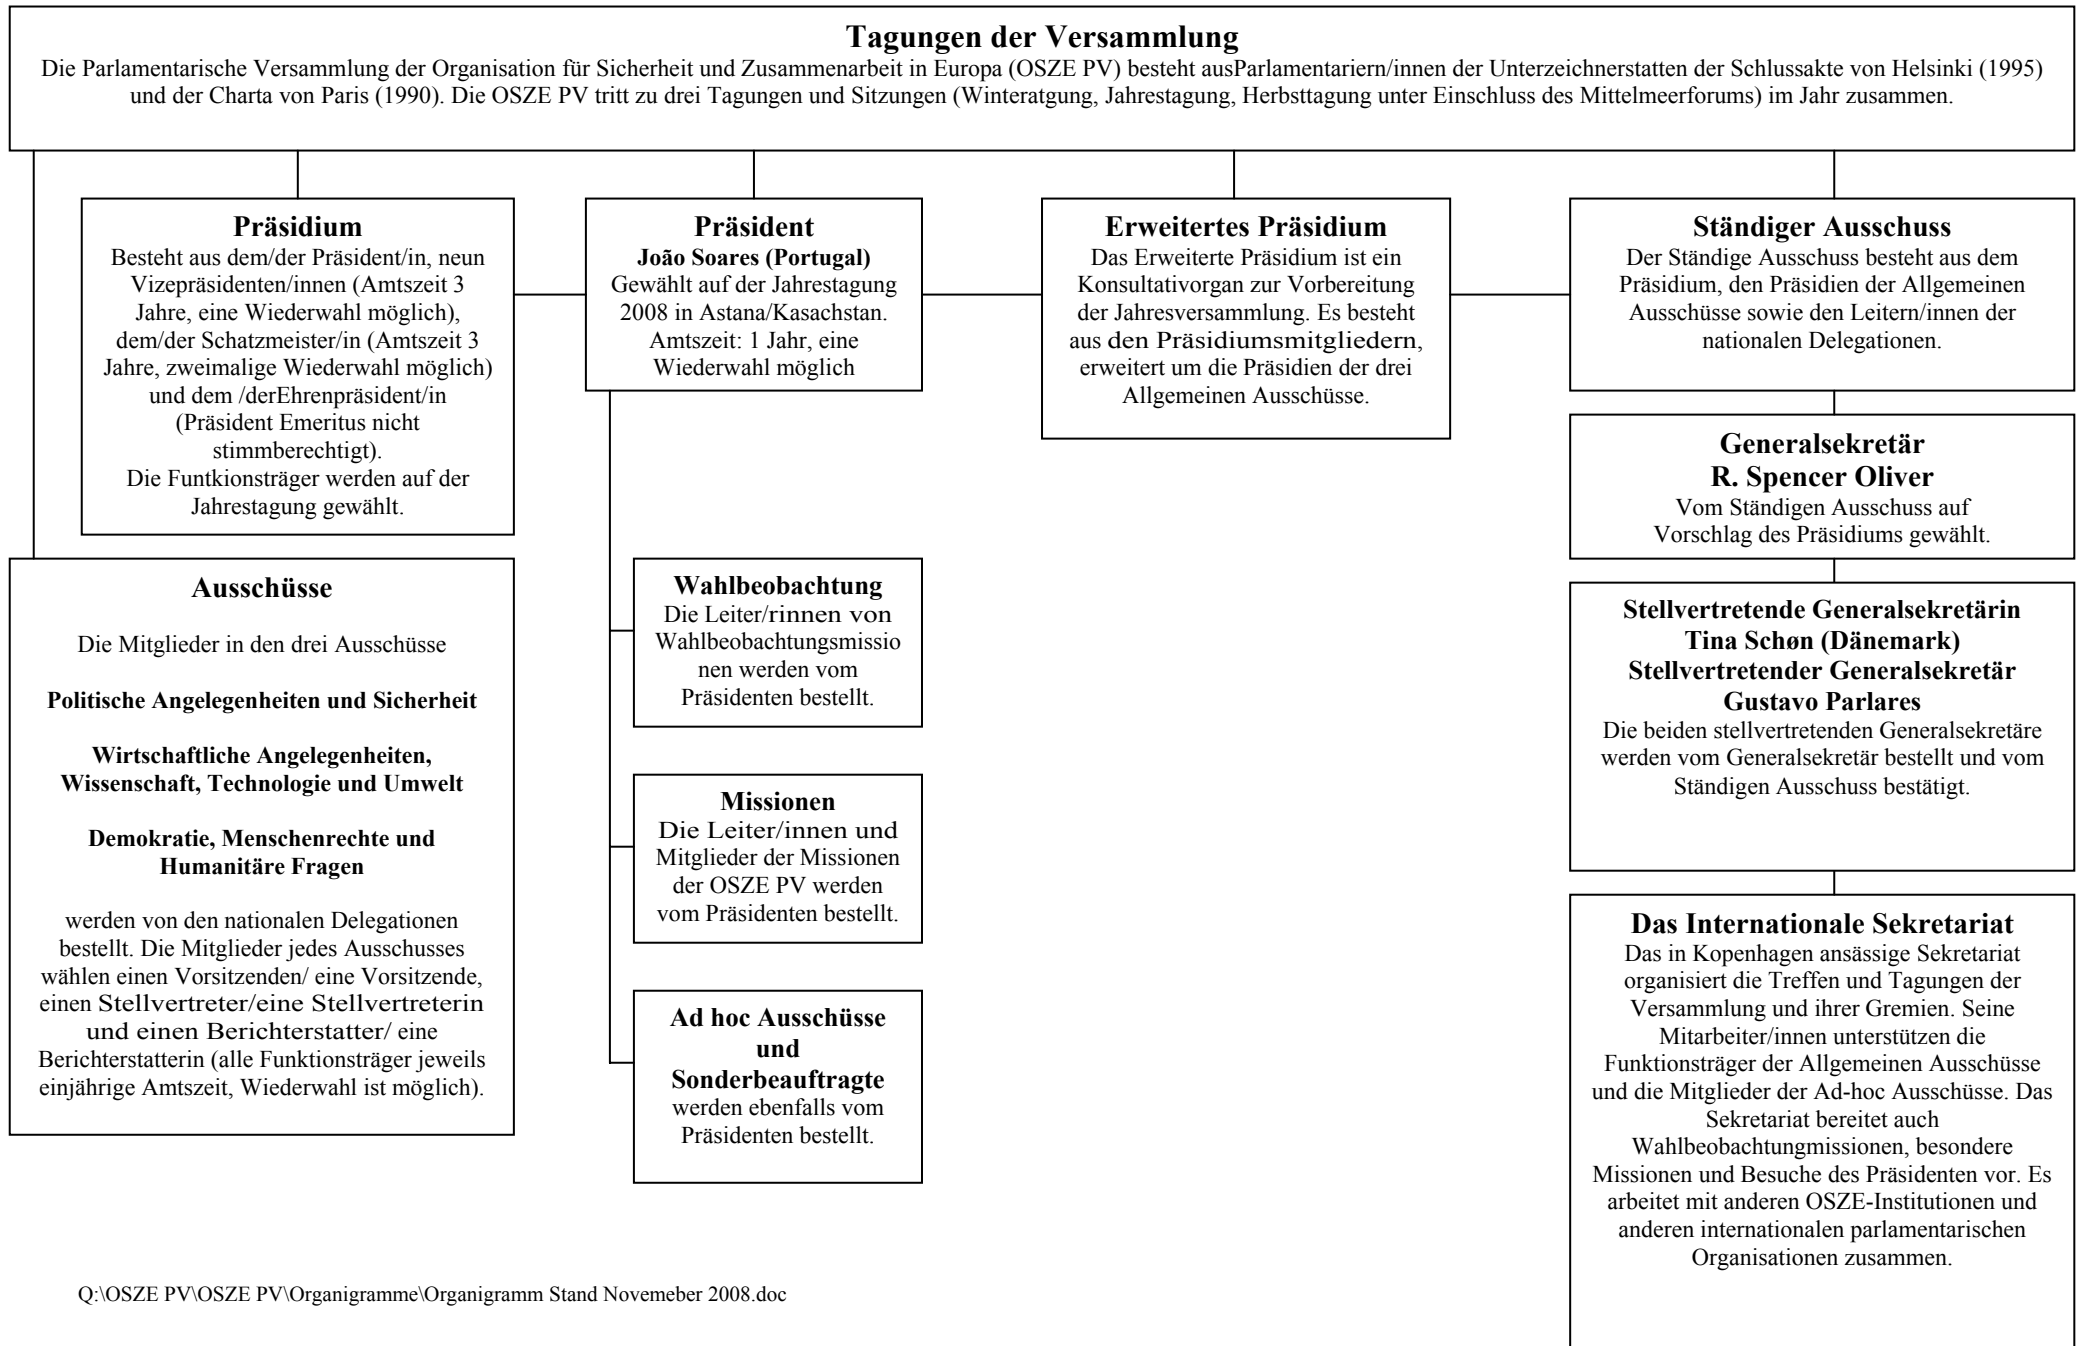 Tagungen der Versammlung
Die Parlamentarische Versammlung der Organisation für Sicherheit und Zusammenarbeit in Europa (OSZE PV) besteht ausParlamentariern/innen der Unterzeichnerstatten der Schlussakte von Helsinki (1995)
und der Charta von Paris (1990). Die OSZE PV tritt zu drei Tagungen und Sitzungen (Winteratgung, Jahrestagung, Herbsttagung unter Einschluss des Mittelmeerforums) im Jahr zusammen.
Präsidium
Besteht aus dem/der Präsident/in, neun
Vizepräsidenten/innen (Amtszeit 3
Jahre, eine Wiederwahl möglich),
dem/der Schatzmeister/in (Amtszeit 3
Jahre, zweimalige Wiederwahl möglich)
und dem /derEhrenpräsident/in
(Präsident Emeritus nicht
stimmberechtigt).
Die Funtkionsträger werden auf der
Jahrestagung gewählt.
Präsident
João Soares (Portugal)
Gewählt auf der Jahrestagung
2008 in Astana/Kasachstan.
Amtszeit: 1 Jahr, eine
Wiederwahl möglich
Erweitertes Präsidium
Das Erweiterte Präsidium ist ein
Konsultativorgan zur Vorbereitung
der Jahresversammlung. Es besteht
aus den Präsidiumsmitgliedern,
erweitert um die Präsidien der drei
Allgemeinen Ausschüsse.
Ständiger Ausschuss
Der Ständige Ausschuss besteht aus dem
Präsidium, den Präsidien der Allgemeinen
Ausschüsse sowie den Leitern/innen der
nationalen Delegationen.
Generalsekretär
R. Spencer Oliver
Vom Ständigen Ausschuss auf
Vorschlag des Präsidiums gewählt.
Ausschüsse
Die Mitglieder in den drei Ausschüsse
Politische Angelegenheiten und Sicherheit
Wirtschaftliche Angelegenheiten,
Wissenschaft, Technologie und Umwelt
Demokratie, Menschenrechte und
Humanitäre Fragen
werden von den nationalen Delegationen
bestellt. Die Mitglieder jedes Ausschusses
wählen einen Vorsitzenden/ eine Vorsitzende,
einen Stellvertreter/eine Stellvertreterin
und einen Berichterstatter/ eine
Berichterstatterin (alle Funktionsträger jeweils
einjährige Amtszeit, Wiederwahl ist möglich).
Wahlbeobachtung
Die Leiter/rinnen von
Wahlbeobachtungsmissio
nen werden vom
Präsidenten bestellt.
Missionen
Die Leiter/innen und
Mitglieder der Missionen
der OSZE PV werden
vom Präsidenten bestellt.
Ad hoc Ausschüsse
und
Sonderbeauftragte
werden ebenfalls vom
Präsidenten bestellt.
Stellvertretende Generalsekretärin
Tina Schøn (Dänemark)
Stellvertretender Generalsekretär
Gustavo Parlares
Die beiden stellvertretenden Generalsekretäre
werden vom Generalsekretär bestellt und vom
Ständigen Ausschuss bestätigt.
Das Internationale Sekretariat
Das in Kopenhagen ansässige Sekretariat
organisiert die Treffen und Tagungen der
Versammlung und ihrer Gremien. Seine
Mitarbeiter/innen unterstützen die
Funktionsträger der Allgemeinen Ausschüsse
und die Mitglieder der Ad-hoc Ausschüsse. Das
Sekretariat bereitet auch
Wahlbeobachtungmissionen, besondere
Missionen und Besuche des Präsidenten vor. Es
arbeitet mit anderen OSZE-Institutionen und
anderen internationalen parlamentarischen
Organisationen zusammen.
Q:\OSZE PV\OSZE PV\Organigramme\Organigramm Stand Novemeber 2008.doc